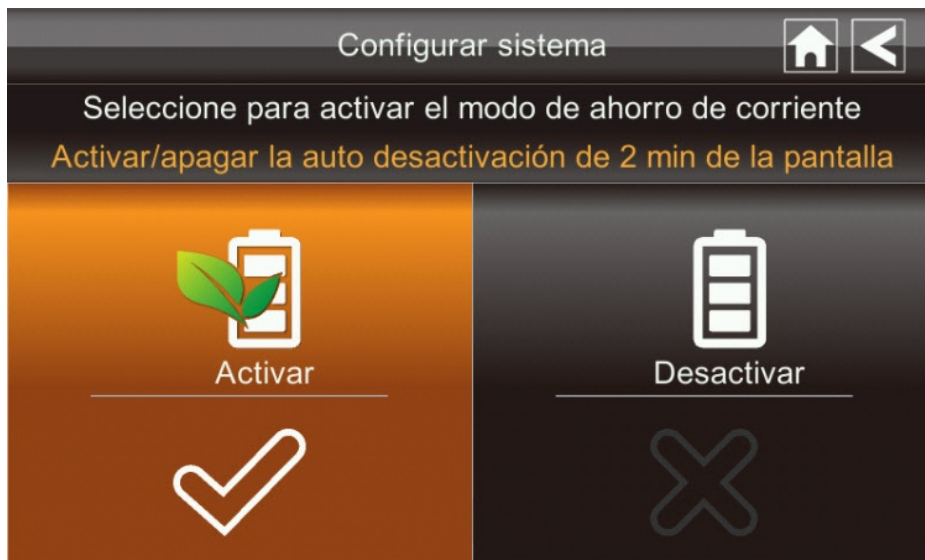 Configurar sistema
Seleccione para activar el modo de ahorro de corriente
Activar/apagar la auto desactivación de 2 min de la pantalla
Activar
Desactivar